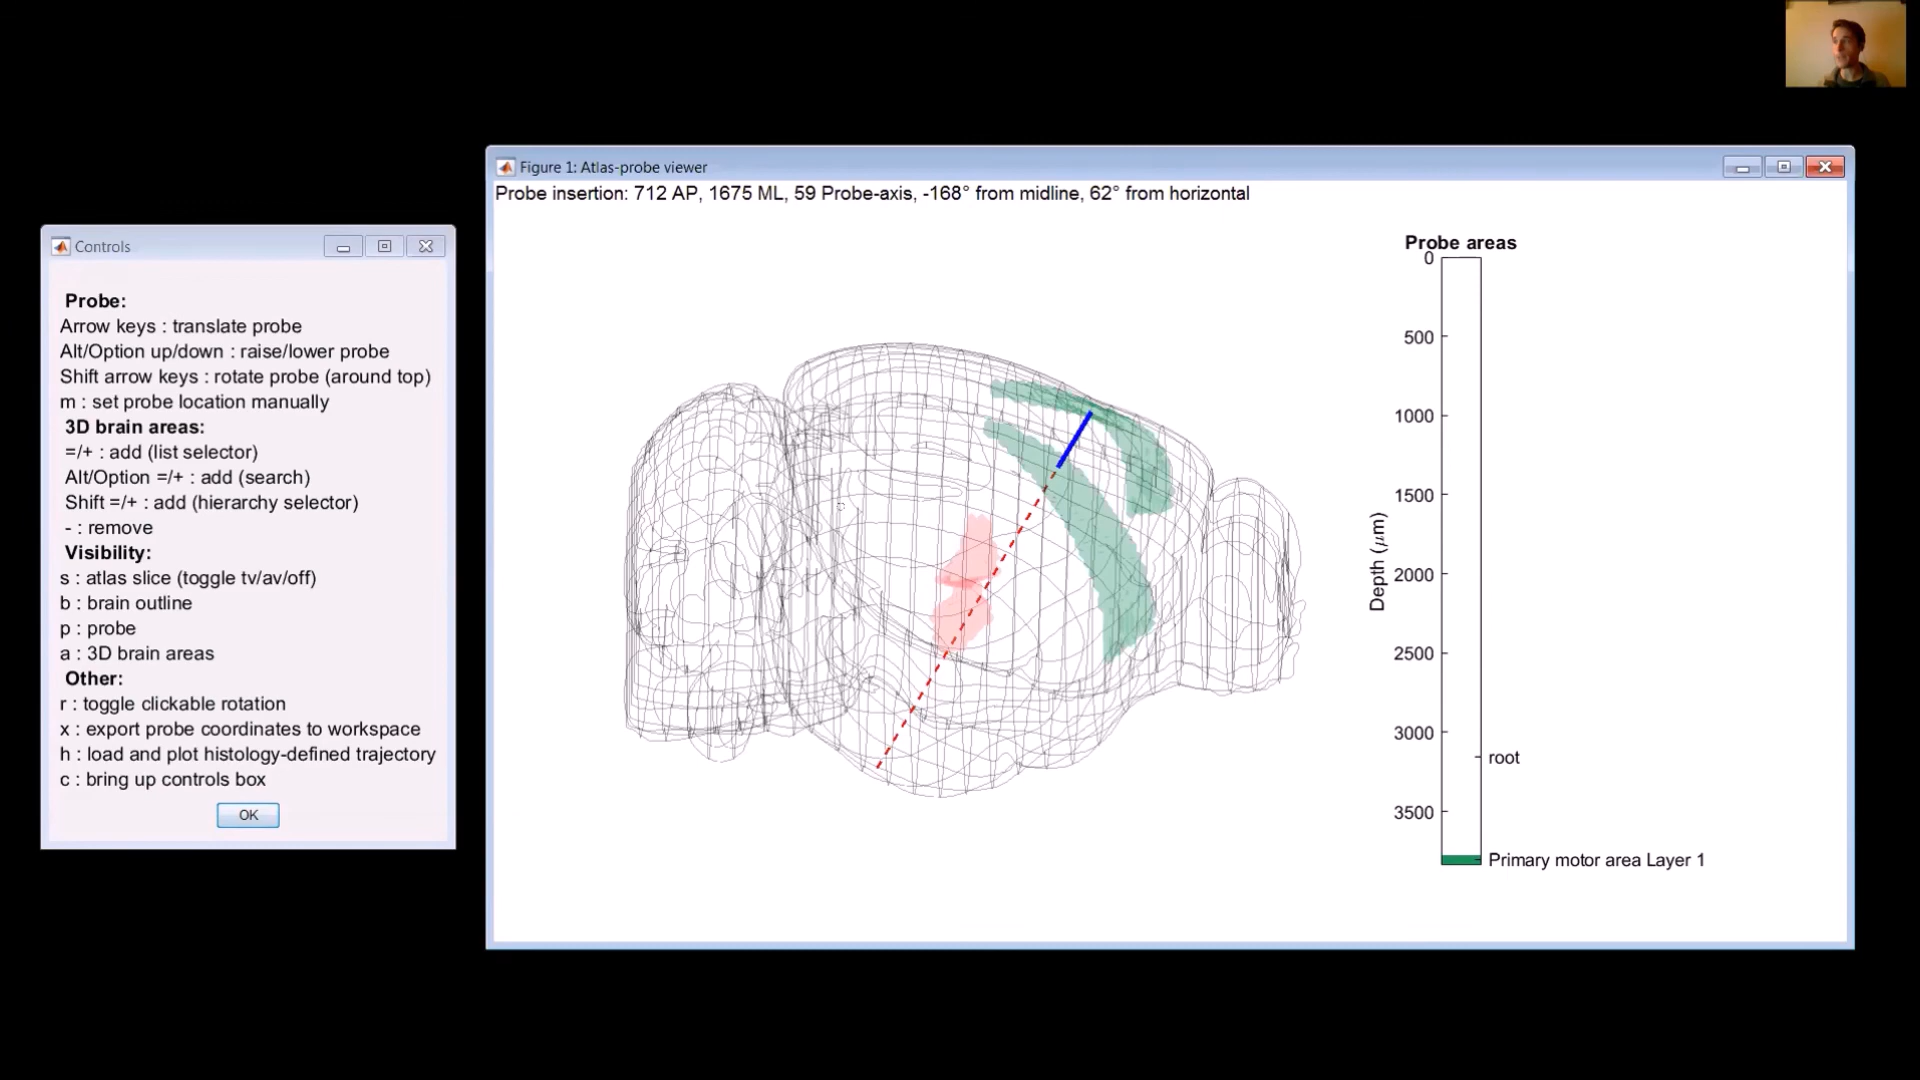 Figure 1: Atlas-probe viewer
Probe insertion: 712 AP, 1675 ML, 59 Probe-axis, -168° from midline, 62° from horizontal
Controls
Probe:
Arrow keys : translate probe
Alt/Option up/down : raise/lower probe
Shift arrow keys : rotate probe (around top)
m : set probe location manually
3D brain areas:
=/+ : add (list selector)
Alt/Option =/+ : add (search)
Shift =/+ : add (hierarchy selector)
- : remove
Visibility:
s : atlas slice (toggle tv/av/off)
b : brain outline
p : probe
a : 3D brain areas
Other:
r : toggle clickable rotation
x : export probe coordinates to workspace
h : load and plot histology-defined trajectory
c : bring up controls box
OK
Probe areas
0
500
1000
1500
2000
2500
3000
3500
Depth (μm)
root
Primary motor area Layer 1